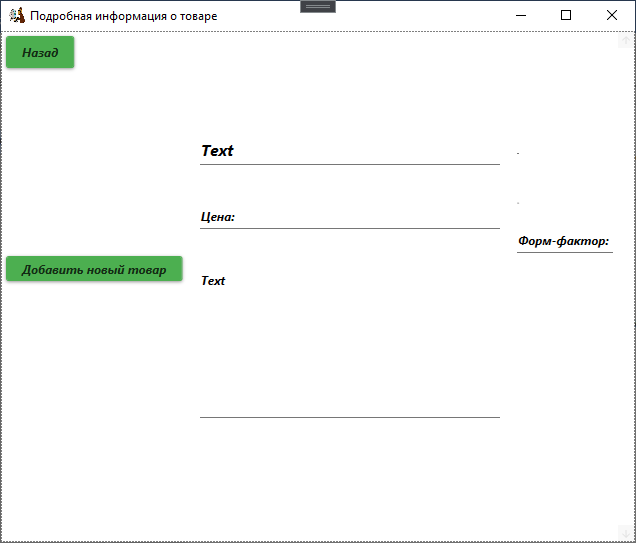 Подробная информация о товаре
Назад
Text
Цена:
Форм-фактор:
Добавить новый товар
Text